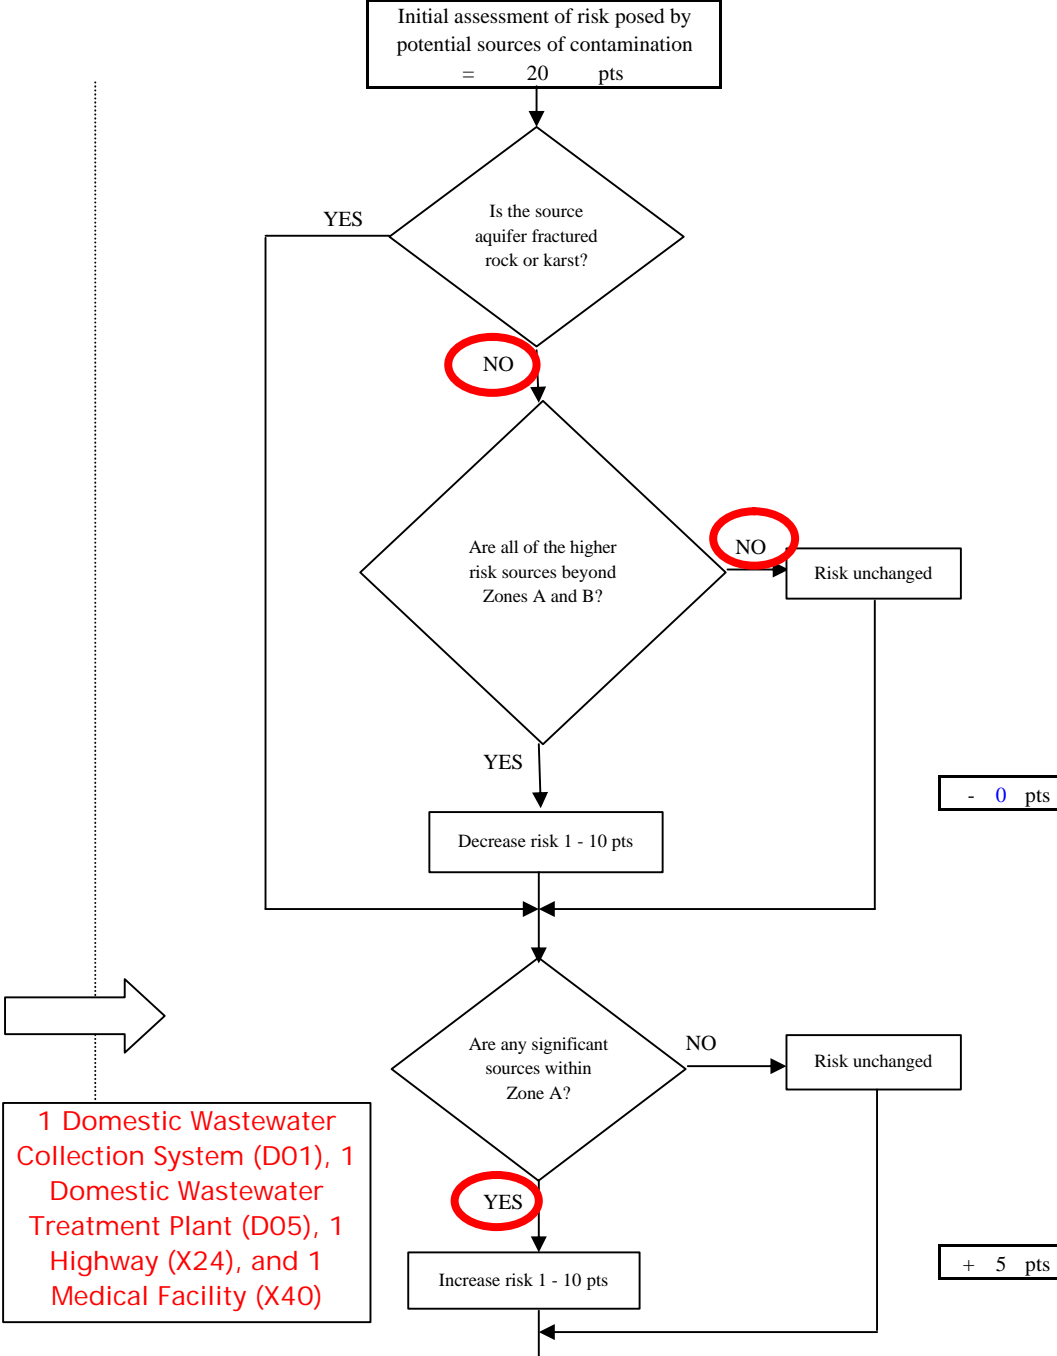 Initial assessment of risk posed by
potential sources of contamination
= 20 pts
YES
Is the source
aquifer fractured
rock or karst?
NO
Are all of the higher
risk sources beyond
Zones A and B?
NO
Risk unchanged
YES
- 0 pts
Decrease risk 1 - 10 pts
Are any significant
sources within
Zone A?
NO
Risk unchanged
1 Domestic Wastewater
Collection System (D01), 1
Domestic Wastewater
Treatment Plant (D05), 1
Highway (X24), and 1
Medical Facility (X40)
YES
Increase risk 1 - 10 pts
+ 5 pts